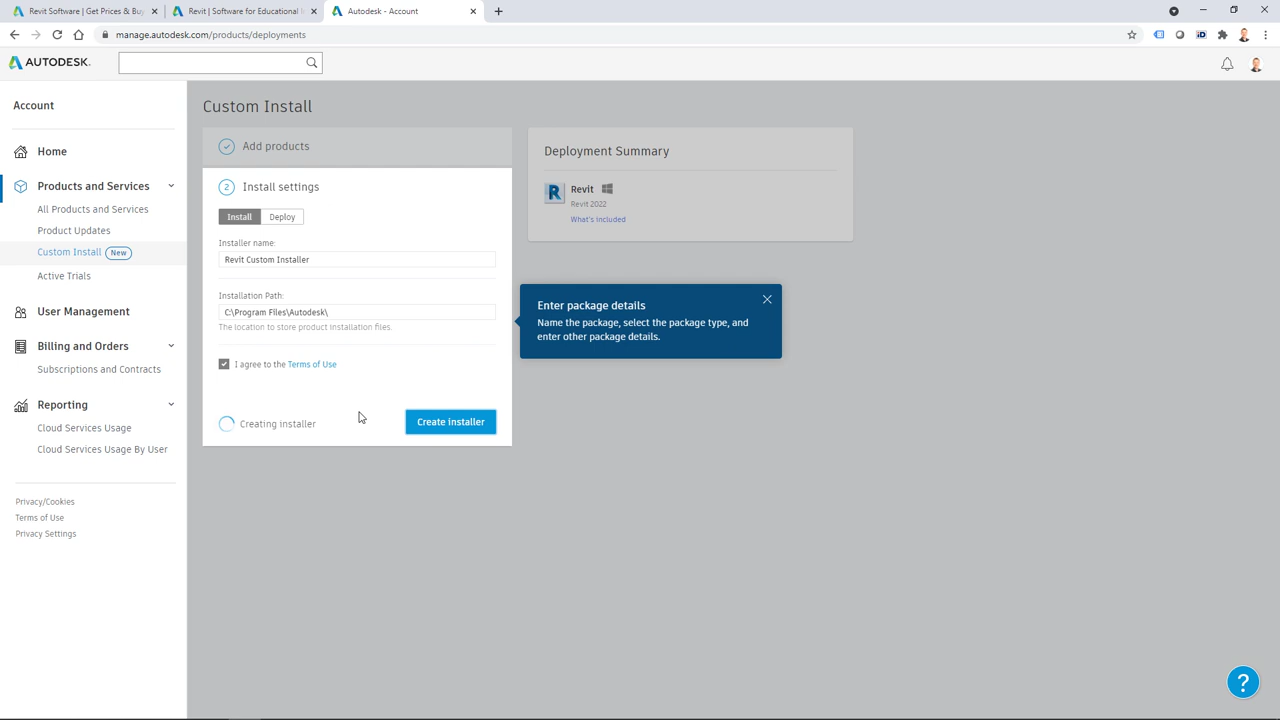 Revit Software | Get Prices & Buy
Revit | Software for Educational I
Autodesk - Account
manage.autodesk.com/products/deployments
iD
AUTODESK.
Account
Home
Products and Services
All Products and Services
Product Updates
Custom Install New
Active Trials
User Management
Billing and Orders
Subscriptions and Contracts
Reporting
Cloud Services Usage
Cloud Services Usage By User
Privacy/Cookies
Terms of Use
Privacy Settings
Custom Install
Add products
2 Install settings
Install Deploy
Installer name:
Revit Custom Installer
Installation Path:
C:\Program Files\Autodesk\
The location to store product installation files.
I agree to the Terms of Use
Creating installer
Create installer
Deployment Summary
R Revit
Revit 2022
What's included
Enter package details
Name the package, select the package type, and
enter other package details.
?